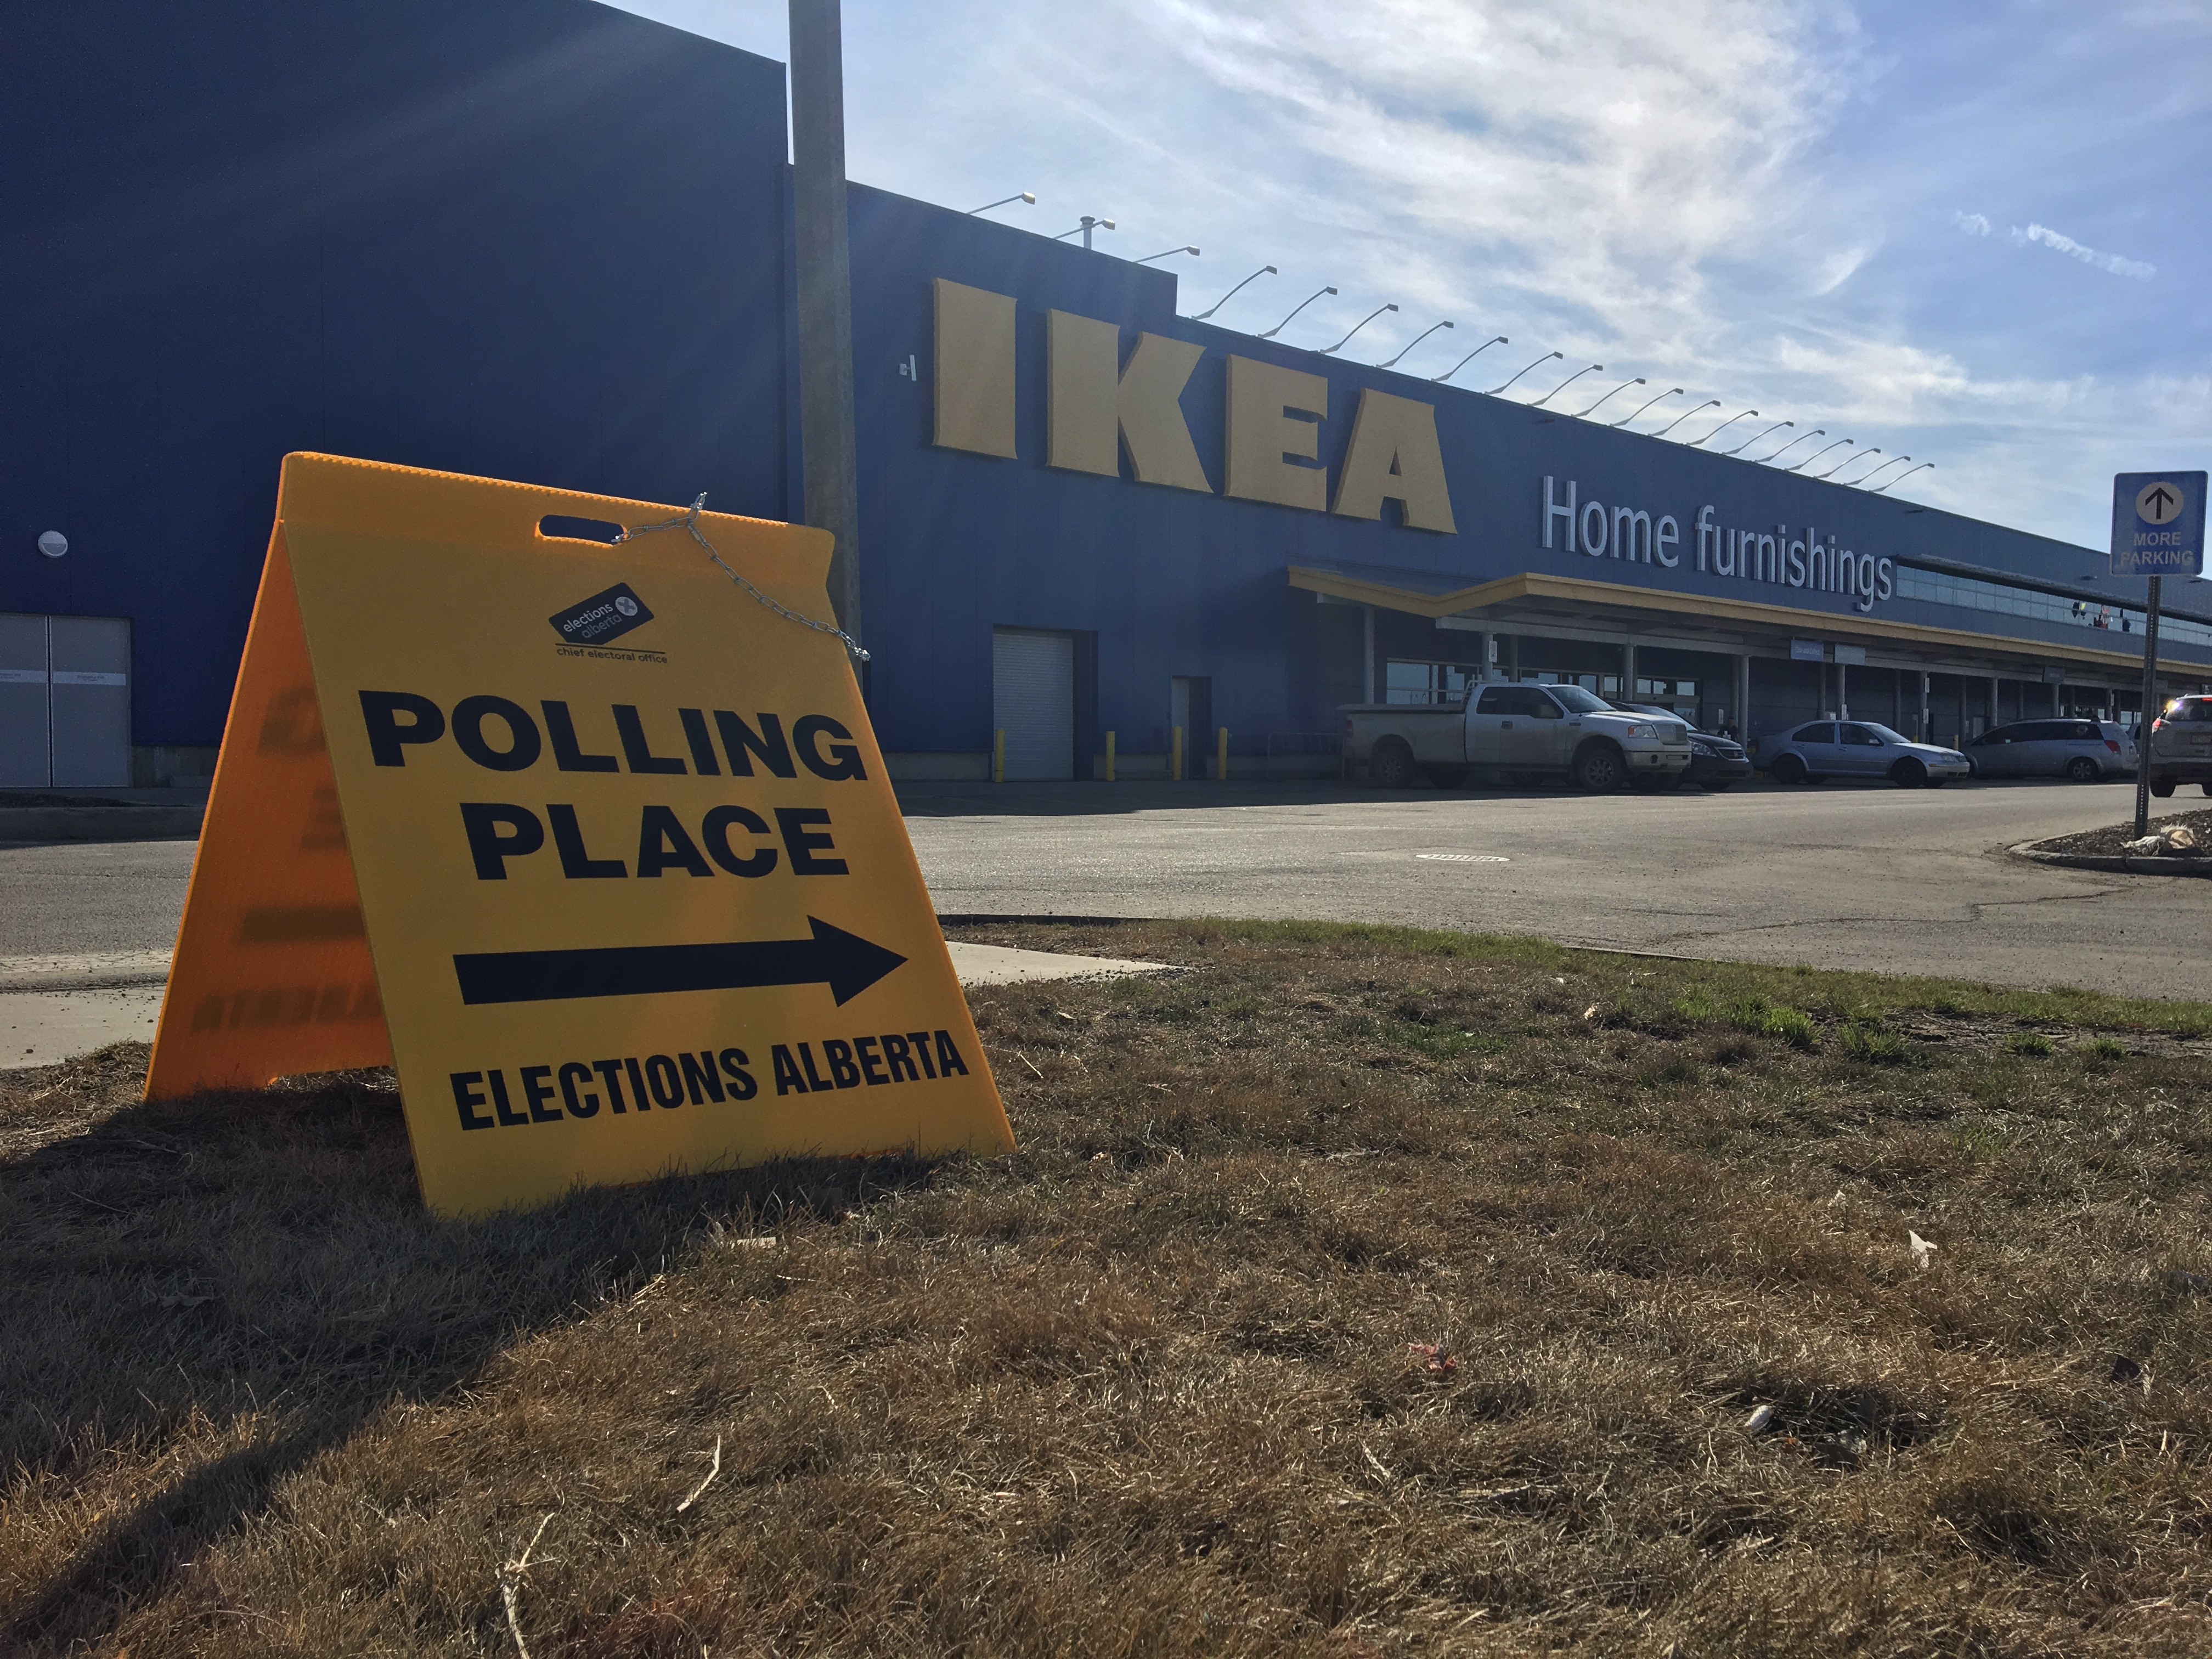 IKEA
Home furnishings
MORE
PARKING
elections
alberta
chief electoral office
POLLING
PLACE
ELECTIONS ALBERTA